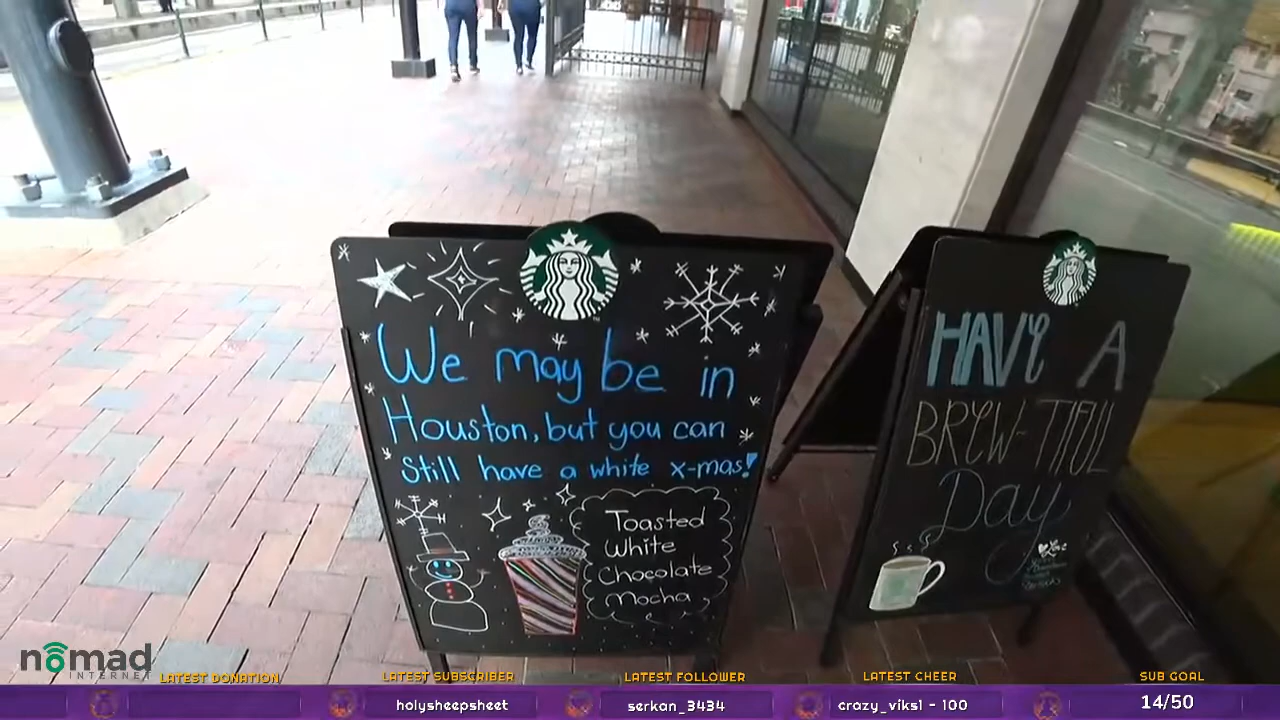 We may be in
Houston, but you can
Still have a white x-mas!
Toasted
White
Chocolate
Mocha
HAVE A
BREW-TIFUL
Day
nomad
INTERNET
LATEST DONATION
LATEST SUBSCRIBER
LATEST FOLLOWER
LATEST CHEER
SUB GOAL
holysheepsheet
serkan_3434
crazy_viks1 - 100
14/50